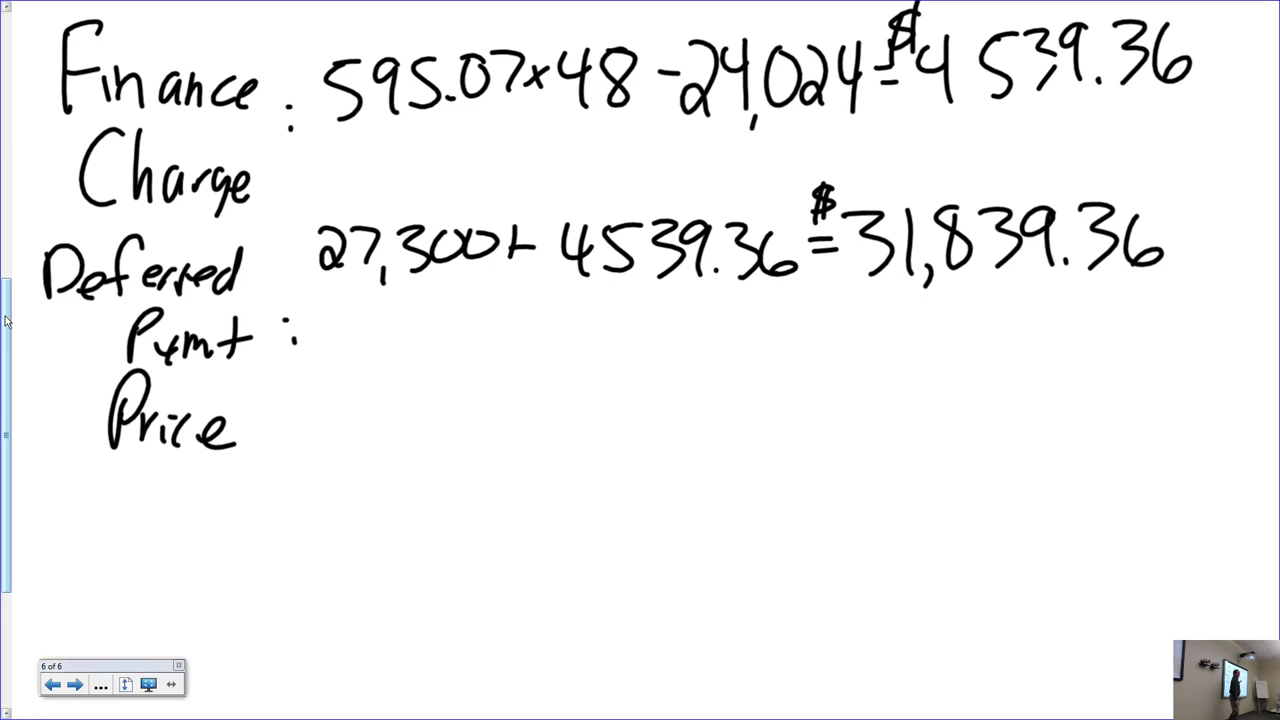 Finance : 595.07 x 48 - 24,024 = $4539.36
Charge
Deferred 27,300 + 4539.36 = $31,839.36
Pymt :
Price
6 of 6
...